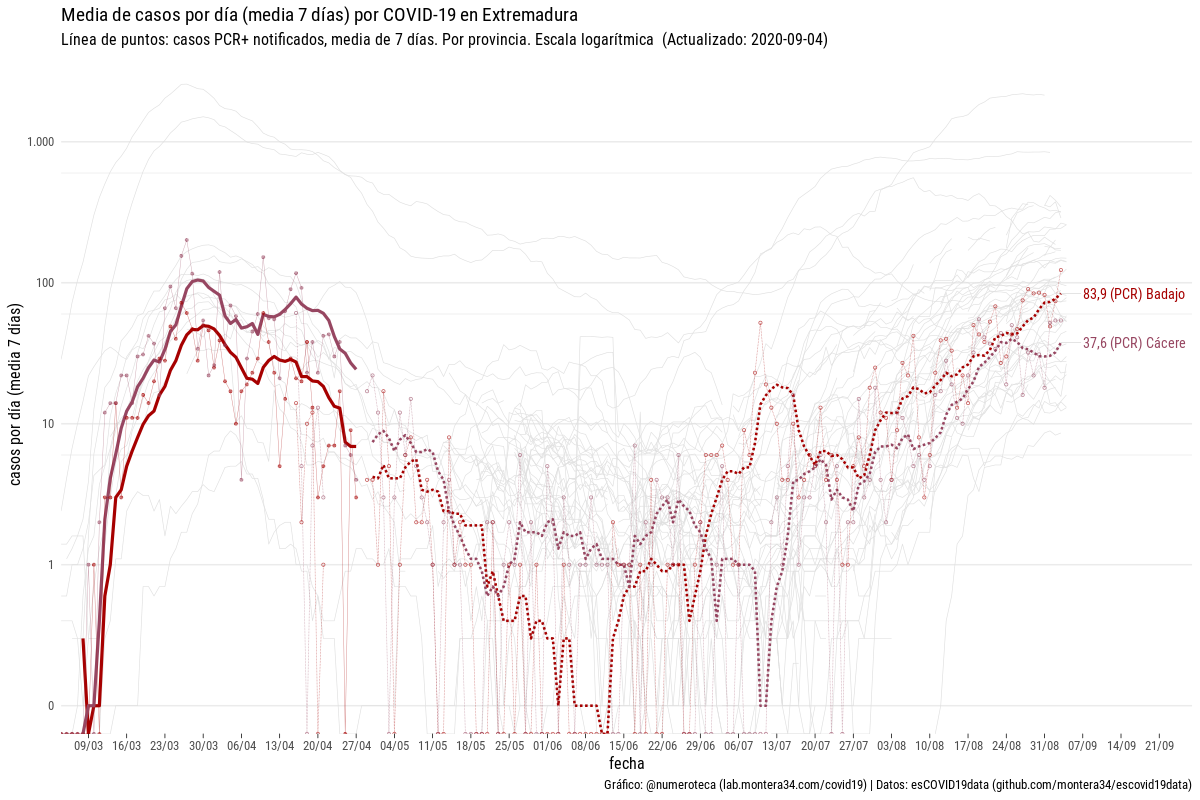 Media de casos por día (media 7 días) por COVID-19 en Extremadura
Línea de puntos: casos PCR+ notificados, media de 7 días. Por provincia. Escala logarítmica (Actualizado: 2020-09-04)
casos por día (media 7 días)
1.000
100
10
1
0
83,9 (PCR) Badajo
37,6 (PCR) Cácere
09/03 16/03 23/03 30/03 06/04 13/04 20/04 27/04 04/05 11/05 18/05 25/05 01/06 08/06 15/06 22/06 29/06 06/07 13/07 20/07 27/07 03/08 10/08 17/08 24/08 31/08 07/09 14/09 21/09
fecha
Gráfico: @numeroteca (lab.montera34.com/covid19) | Datos: esCOVID19data (github.com/montera34/escovid19data)